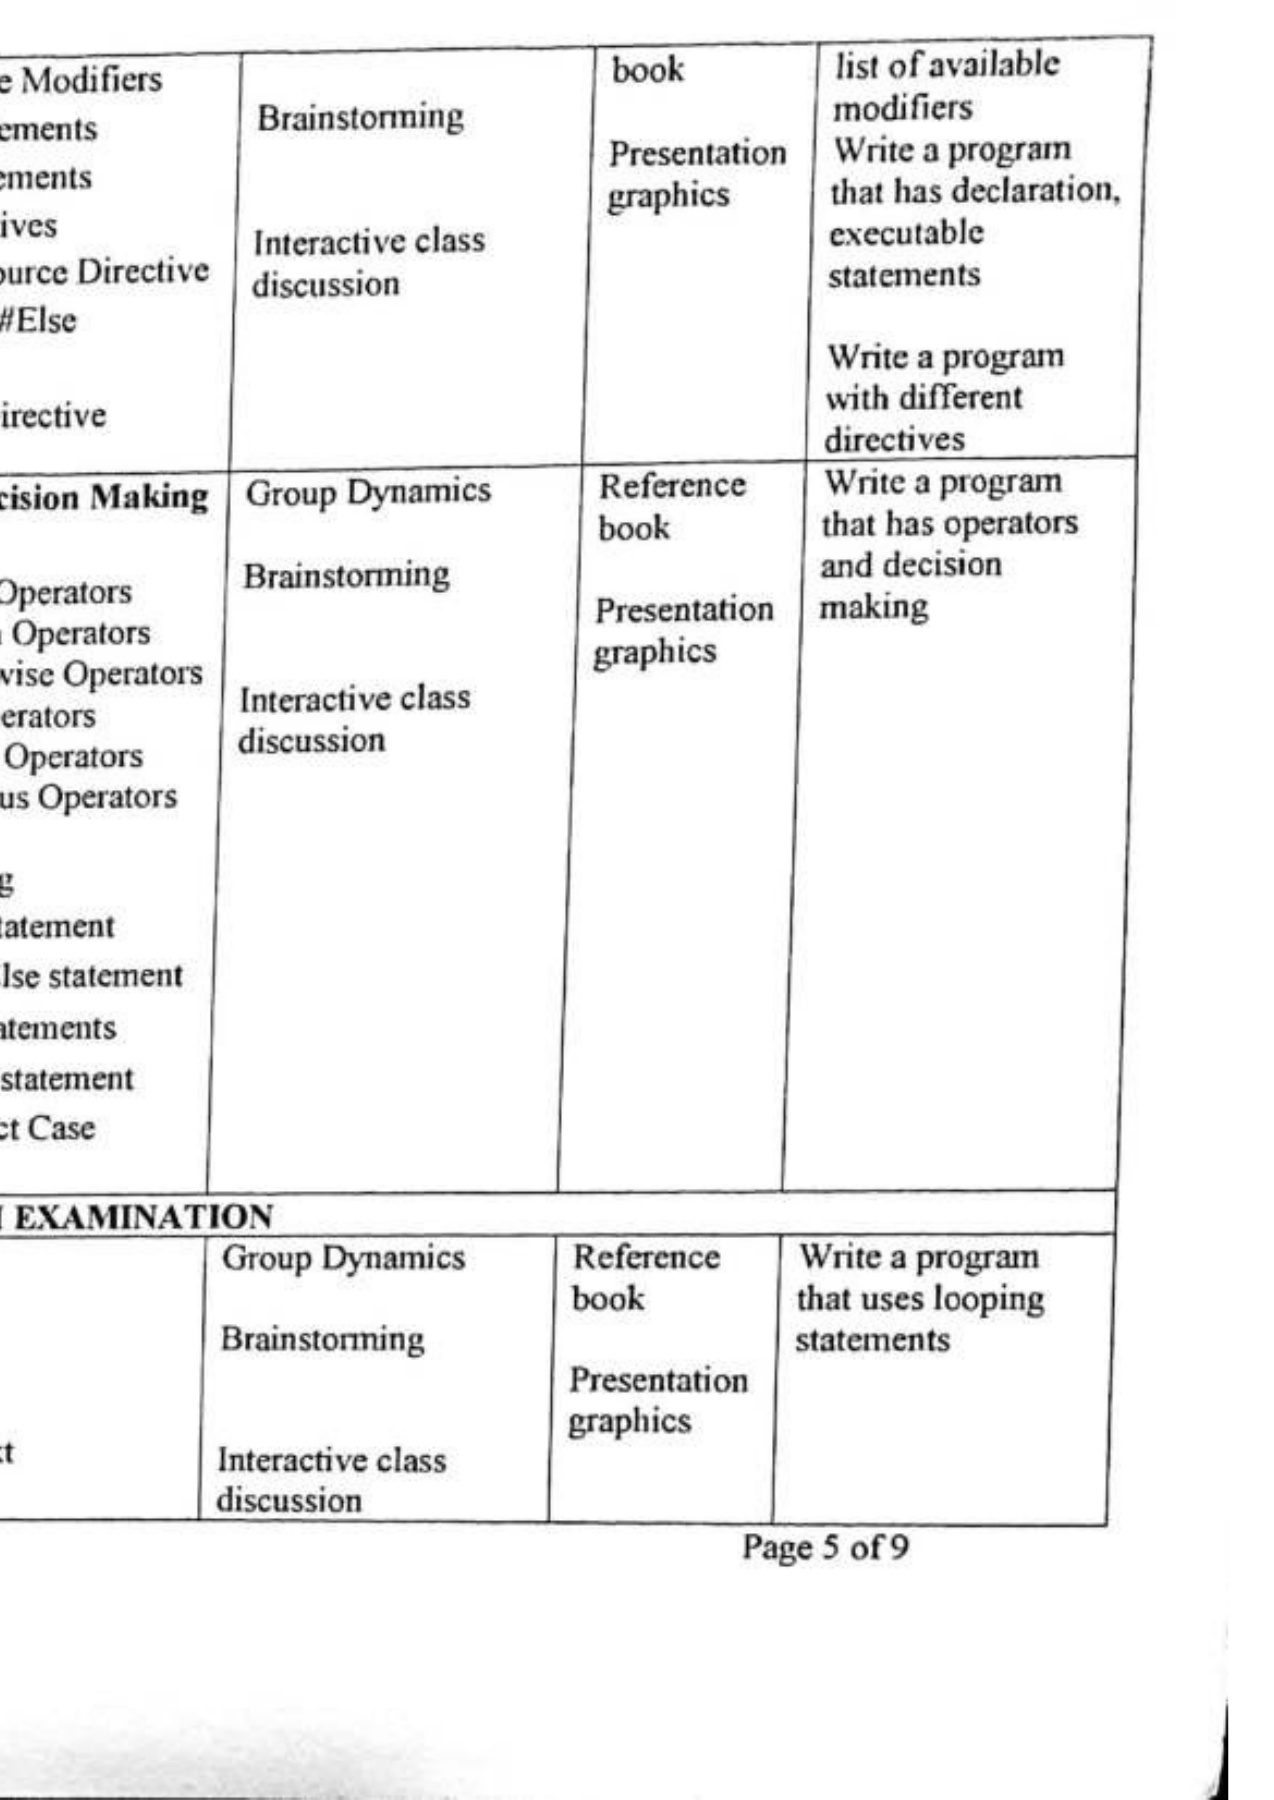 e Modifiers
ements
ements
ives
ource Directive
#Else
irective
Brainstorming
Interactive class
discussion
book
Presentation
graphics
list of available
modifiers
Write a program
that has declaration,
executable
statements
Write a program
with different
directives
cision Making
Operators
Operators
wise Operators
erators
Operators
us Operators
g
tatement
lse statement
atements
statement
ct Case
Group Dynamics
Brainstorming
Interactive class
discussion
Reference
book
Presentation
graphics
Write a program
that has operators
and decision
making
EXAMINATION
xt
Group Dynamics
Brainstorming
Interactive class
discussion
Reference
book
Presentation
graphics
Write a program
that uses looping
statements
Page 5 of 9